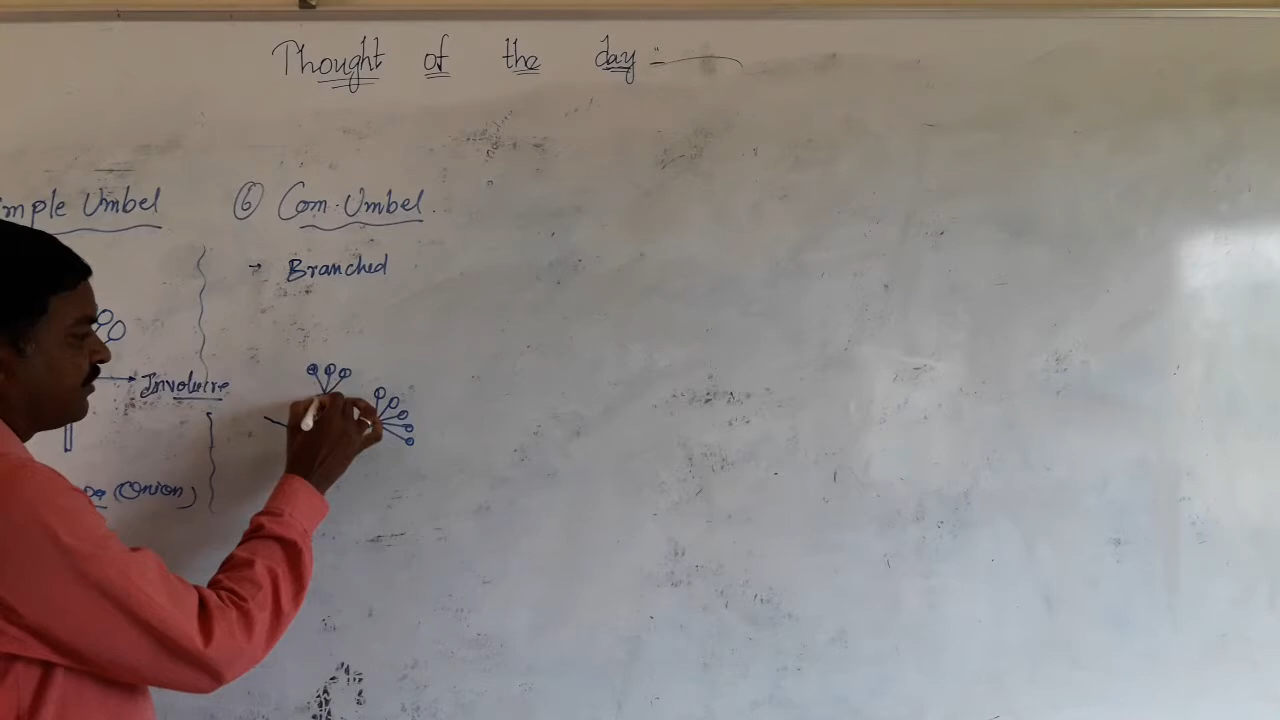 Thought of the day :-
mple Umbel
⑥ Com. Umbel.
→ Branched
Involucre
(Onion)